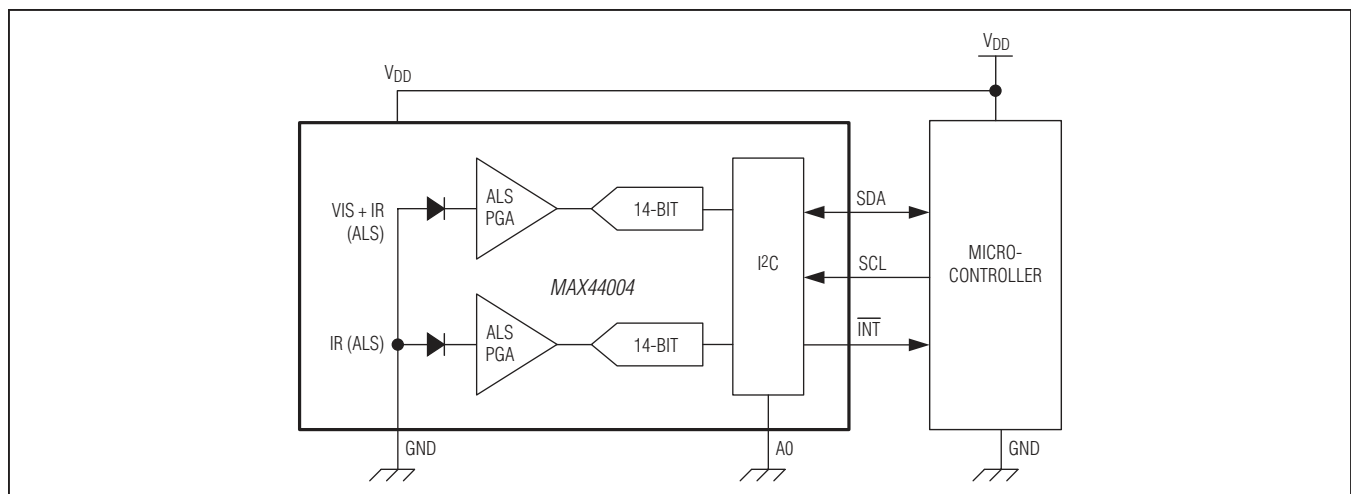 VDD
VDD
VIS + IR
(ALS)
ALS
PGA
14-BIT
I2C
SDA
MICRO-
CONTROLLER
SCL
MAX44004
IR (ALS)
ALS
PGA
14-BIT
INT
GND
A0
GND